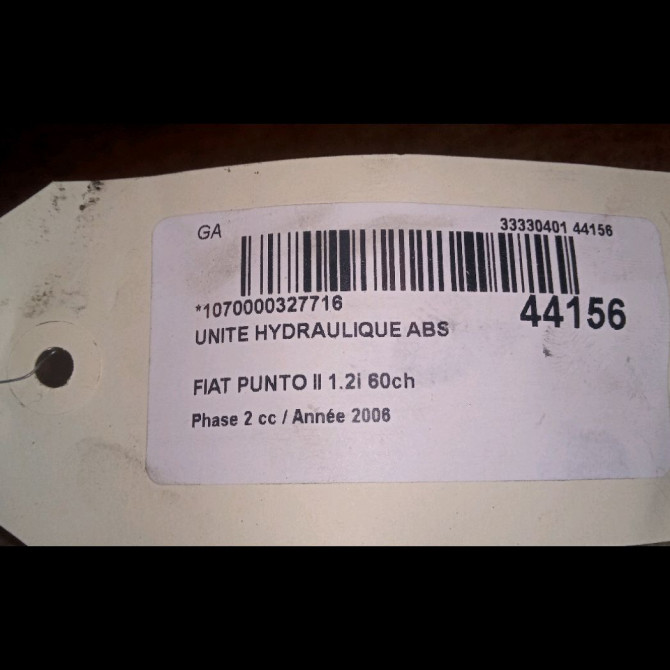 GA 33330401 44156
*1070000327716 44156
UNITE HYDRAULIQUE ABS
FIAT PUNTO II 1.2i 60ch
Phase 2 cc / Année 2006